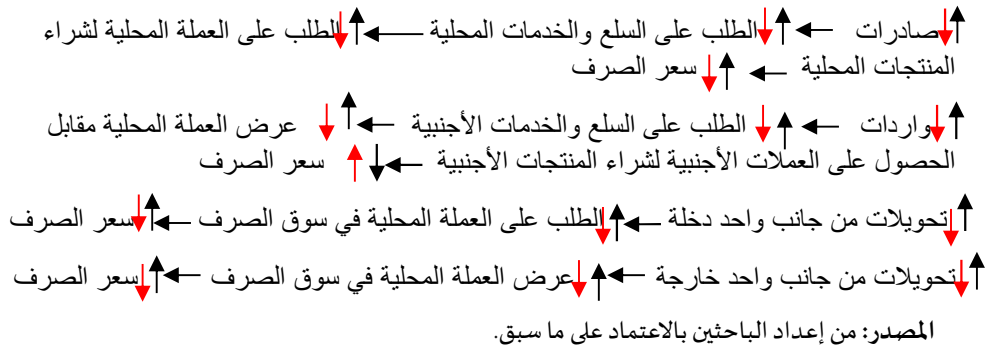 صادرات الطلب على السلع والخدمات المحلية الطلب على العملة المحلية لشراء
المنتجات المحلية سعر الصرف
واردات الطلب على السلع والخدمات الأجنبية عرض العملة المحلية مقابل
الحصول على العملات الأجنبية لشراء المنتجات الأجنبية سعر الصرف
تحويلات من جانب واحد دخلة الطلب على العملة المحلية في سوق الصرف سعر الصرف
تحويلات من جانب واحد خارجة عرض العملة المحلية في سوق الصرف سعر الصرف
المصدر: من إعداد الباحثين بالاعتماد على ما سبق.